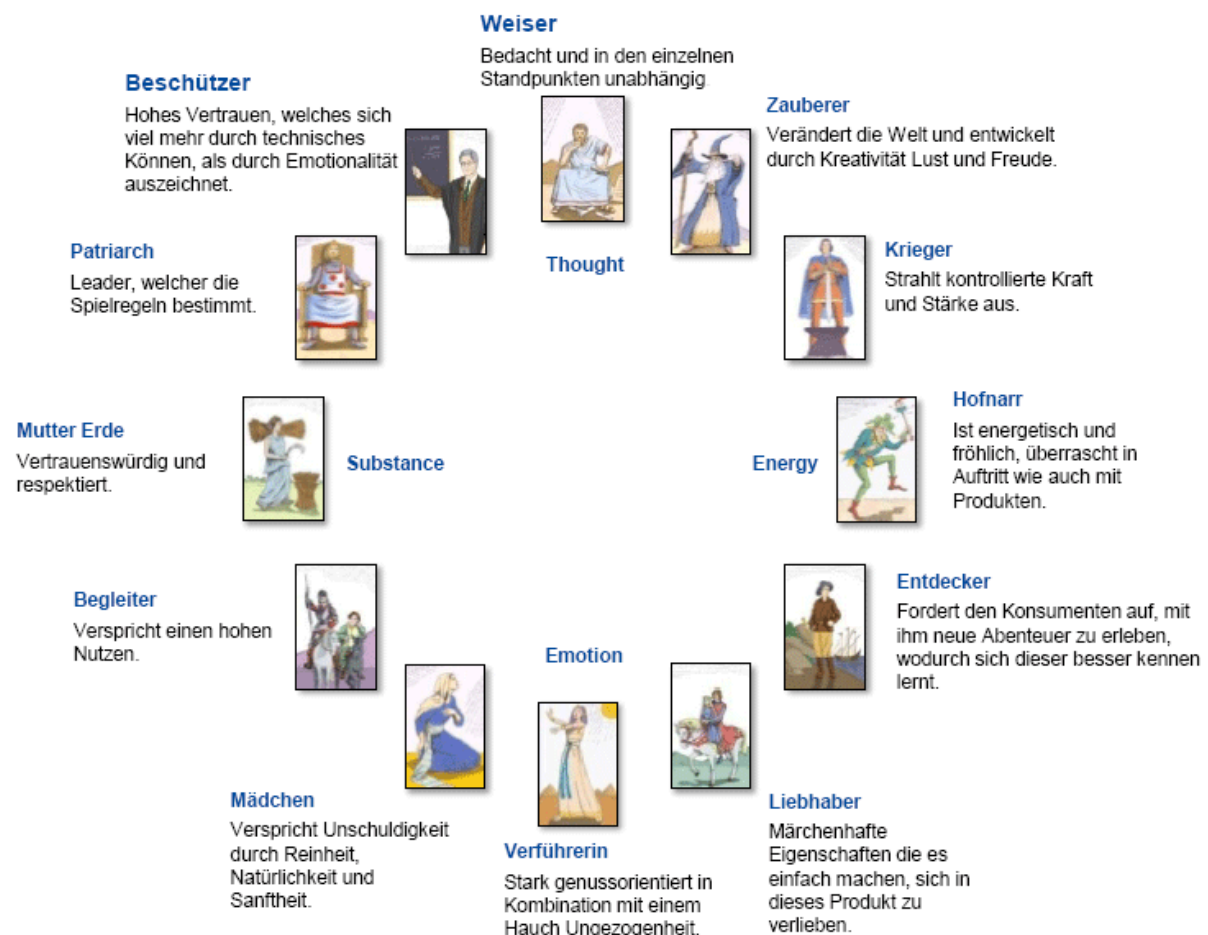 Weiser
Bedacht und in den einzelnen
Standpunkten unabhängig
Beschützer
Hohes Vertrauen, welches sich
viel mehr durch technisches
Können, als durch Emotionalität
auszeichnet.
Zauberer
Verändert die Welt und entwickelt
durch Kreativität Lust und Freude.
Patriarch
Leader, welcher die
Spielregeln bestimmt.
Thought
Krieger
Strahlt kontrollierte Kraft
und Stärke aus.
Mutter Erde
Vertrauenswürdig und
respektiert.
Substance
Energy
Hofnarr
Ist energetisch und
fröhlich, überrascht in
Auftritt wie auch mit
Produkten.
Begleiter
Verspricht einen hohen
Nutzen.
Emotion
Entdecker
Fordert den Konsumenten auf, mit
ihm neue Abenteuer zu erleben,
wodurch sich dieser besser kennen
lernt.
Mädchen
Verspricht Unschuldigkeit
durch Reinheit,
Natürlichkeit und
Sanftheit.
Verführerin
Stark genussorientiert in
Kombination mit einem
Hauch Ungezogenheit.
Liebhaber
Märchenhafte
Eigenschaften die es
einfach machen, sich in
dieses Produkt zu
verlieben.